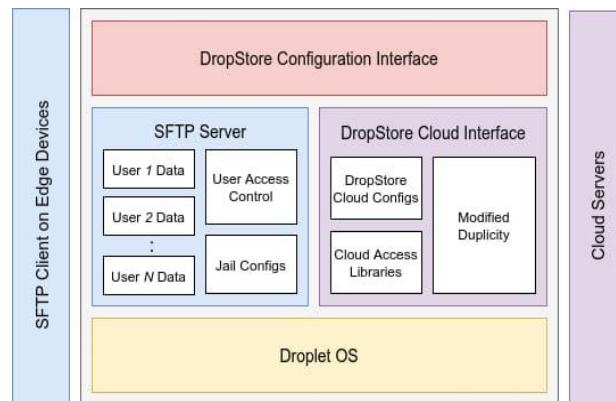 SFTP Client on Edge Devices
DropStore Configuration Interface
SFTP Server
User 1 Data
User 2 Data
:
User N Data
User Access
Control
Jail Configs
DropStore Cloud Interface
DropStore
Cloud Configs
Cloud Access
Libraries
Modified
Duplicity
Droplet OS
Cloud Servers